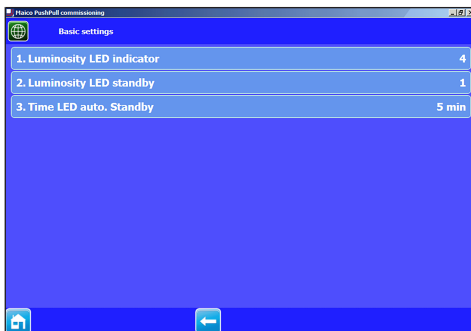 Maico PushPull commissioning
Basic settings
1. Luminosity LED indicator 4
2. Luminosity LED standby 1
3. Time LED auto. Standby 5 min